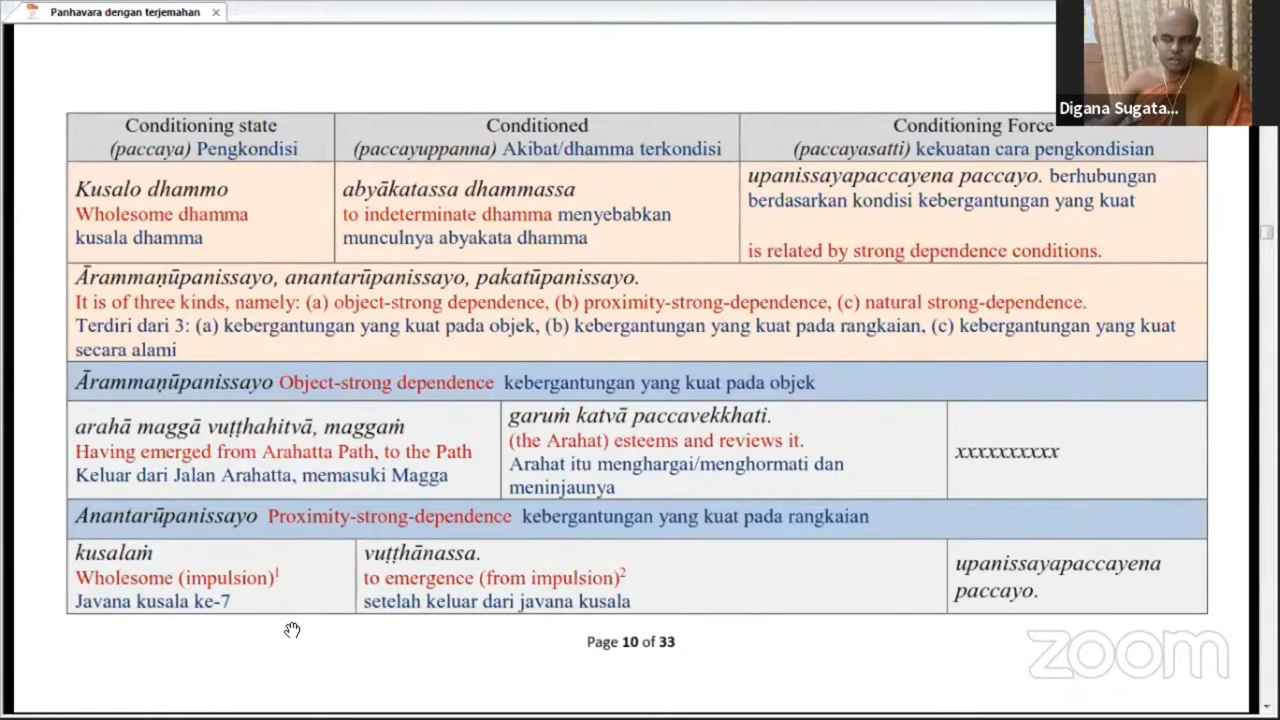 Panhavara dengan terjemahan
Digana Sugata...
Conditioning state
(paccaya) Pengkondisi
Conditioned
(paccayuppanna) Akibat/dhamma terkondisi
Conditioning Force
(paccayasatti) kekuatan cara pengkondisian
Kusalo dhammo
Wholesome dhamma
kusala dhamma
abyākatassa dhammassa
to indeterminate dhamma menyebabkan
munculnya abyakata dhamma
upanissayapaccayena paccayo. berhubungan
berdasarkan kondisi kebergantungan yang kuat
is related by strong dependence conditions.
Ārammaṇūpanissayo, anantarūpanissayo, pakatūpanissayo.
It is of three kinds, namely: (a) object-strong dependence, (b) proximity-strong-dependence, (c) natural strong-dependence.
Terdiri dari 3: (a) kebergantungan yang kuat pada objek, (b) kebergantungan yang kuat pada rangkaian, (c) kebergantungan yang kuat
secara alami
Ārammaṇūpanissayo Object-strong dependence kebergantungan yang kuat pada objek
arahā maggā vuṭṭhahitvā, maggaṁ
Having emerged from Arahatta Path, to the Path
Keluar dari Jalan Arahatta, memasuki Magga
garuṁ katvā paccavekkhati.
(the Arahat) esteems and reviews it.
Arahat itu menghargai/menghormati dan
meninjaunya
xxxxxxxxxx
Anantarūpanissayo Proximity-strong-dependence kebergantungan yang kuat pada rangkaian
kusalaṁ
Wholesome (impulsion)1
Javana kusala ke-7
vuṭṭhānassa.
to emergence (from impulsion)2
setelah keluar dari javana kusala
upanissayapaccayena
paccayo.
Page 10 of 33
zoom